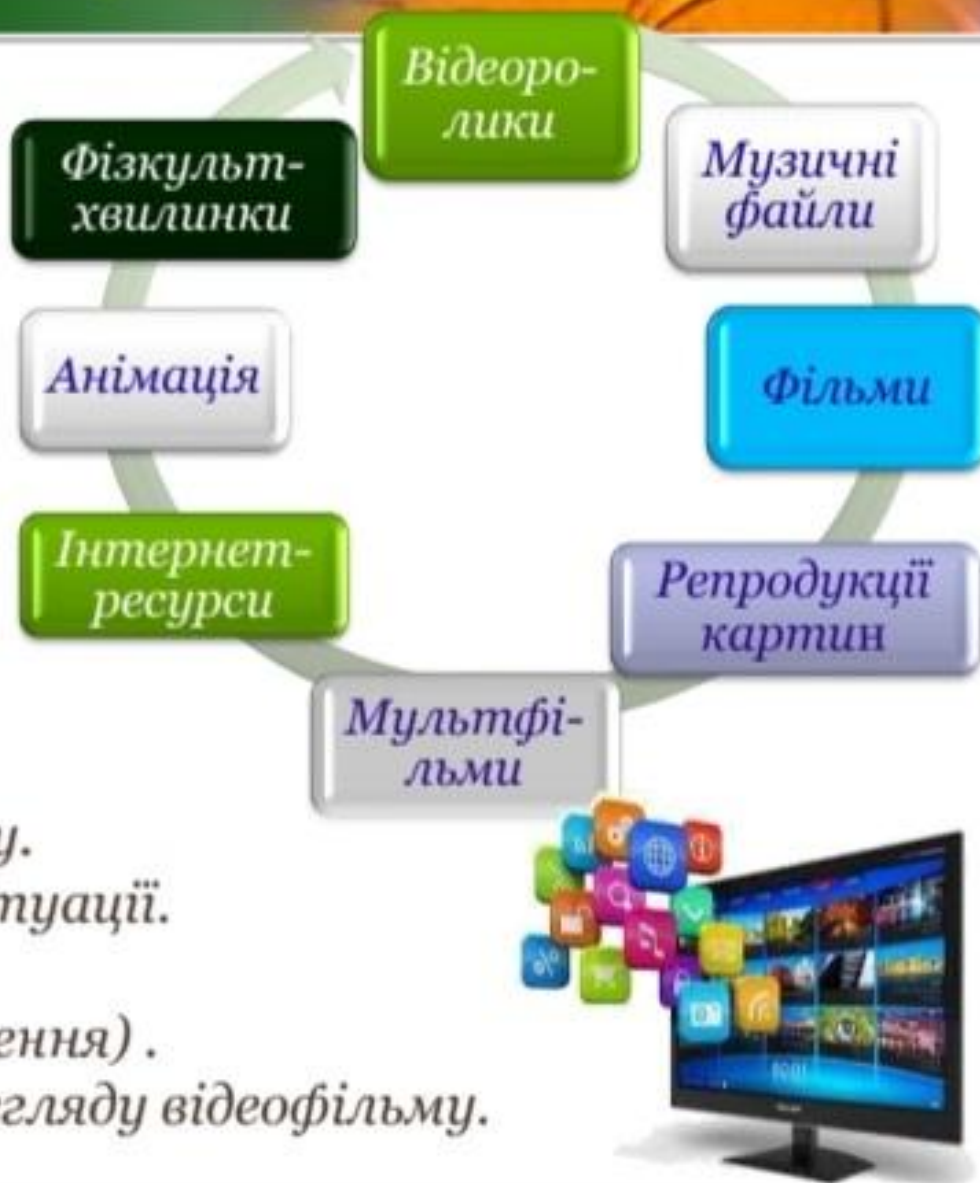 Відеоро-
лики
Музичні
файли
Фільми
Репродукції
картин
Мультфі-
льми
Інтернет-
ресурси
Анімація
Фізкульт-
хвилинки
у.
туації.
ення) .
гляду відеофільму.